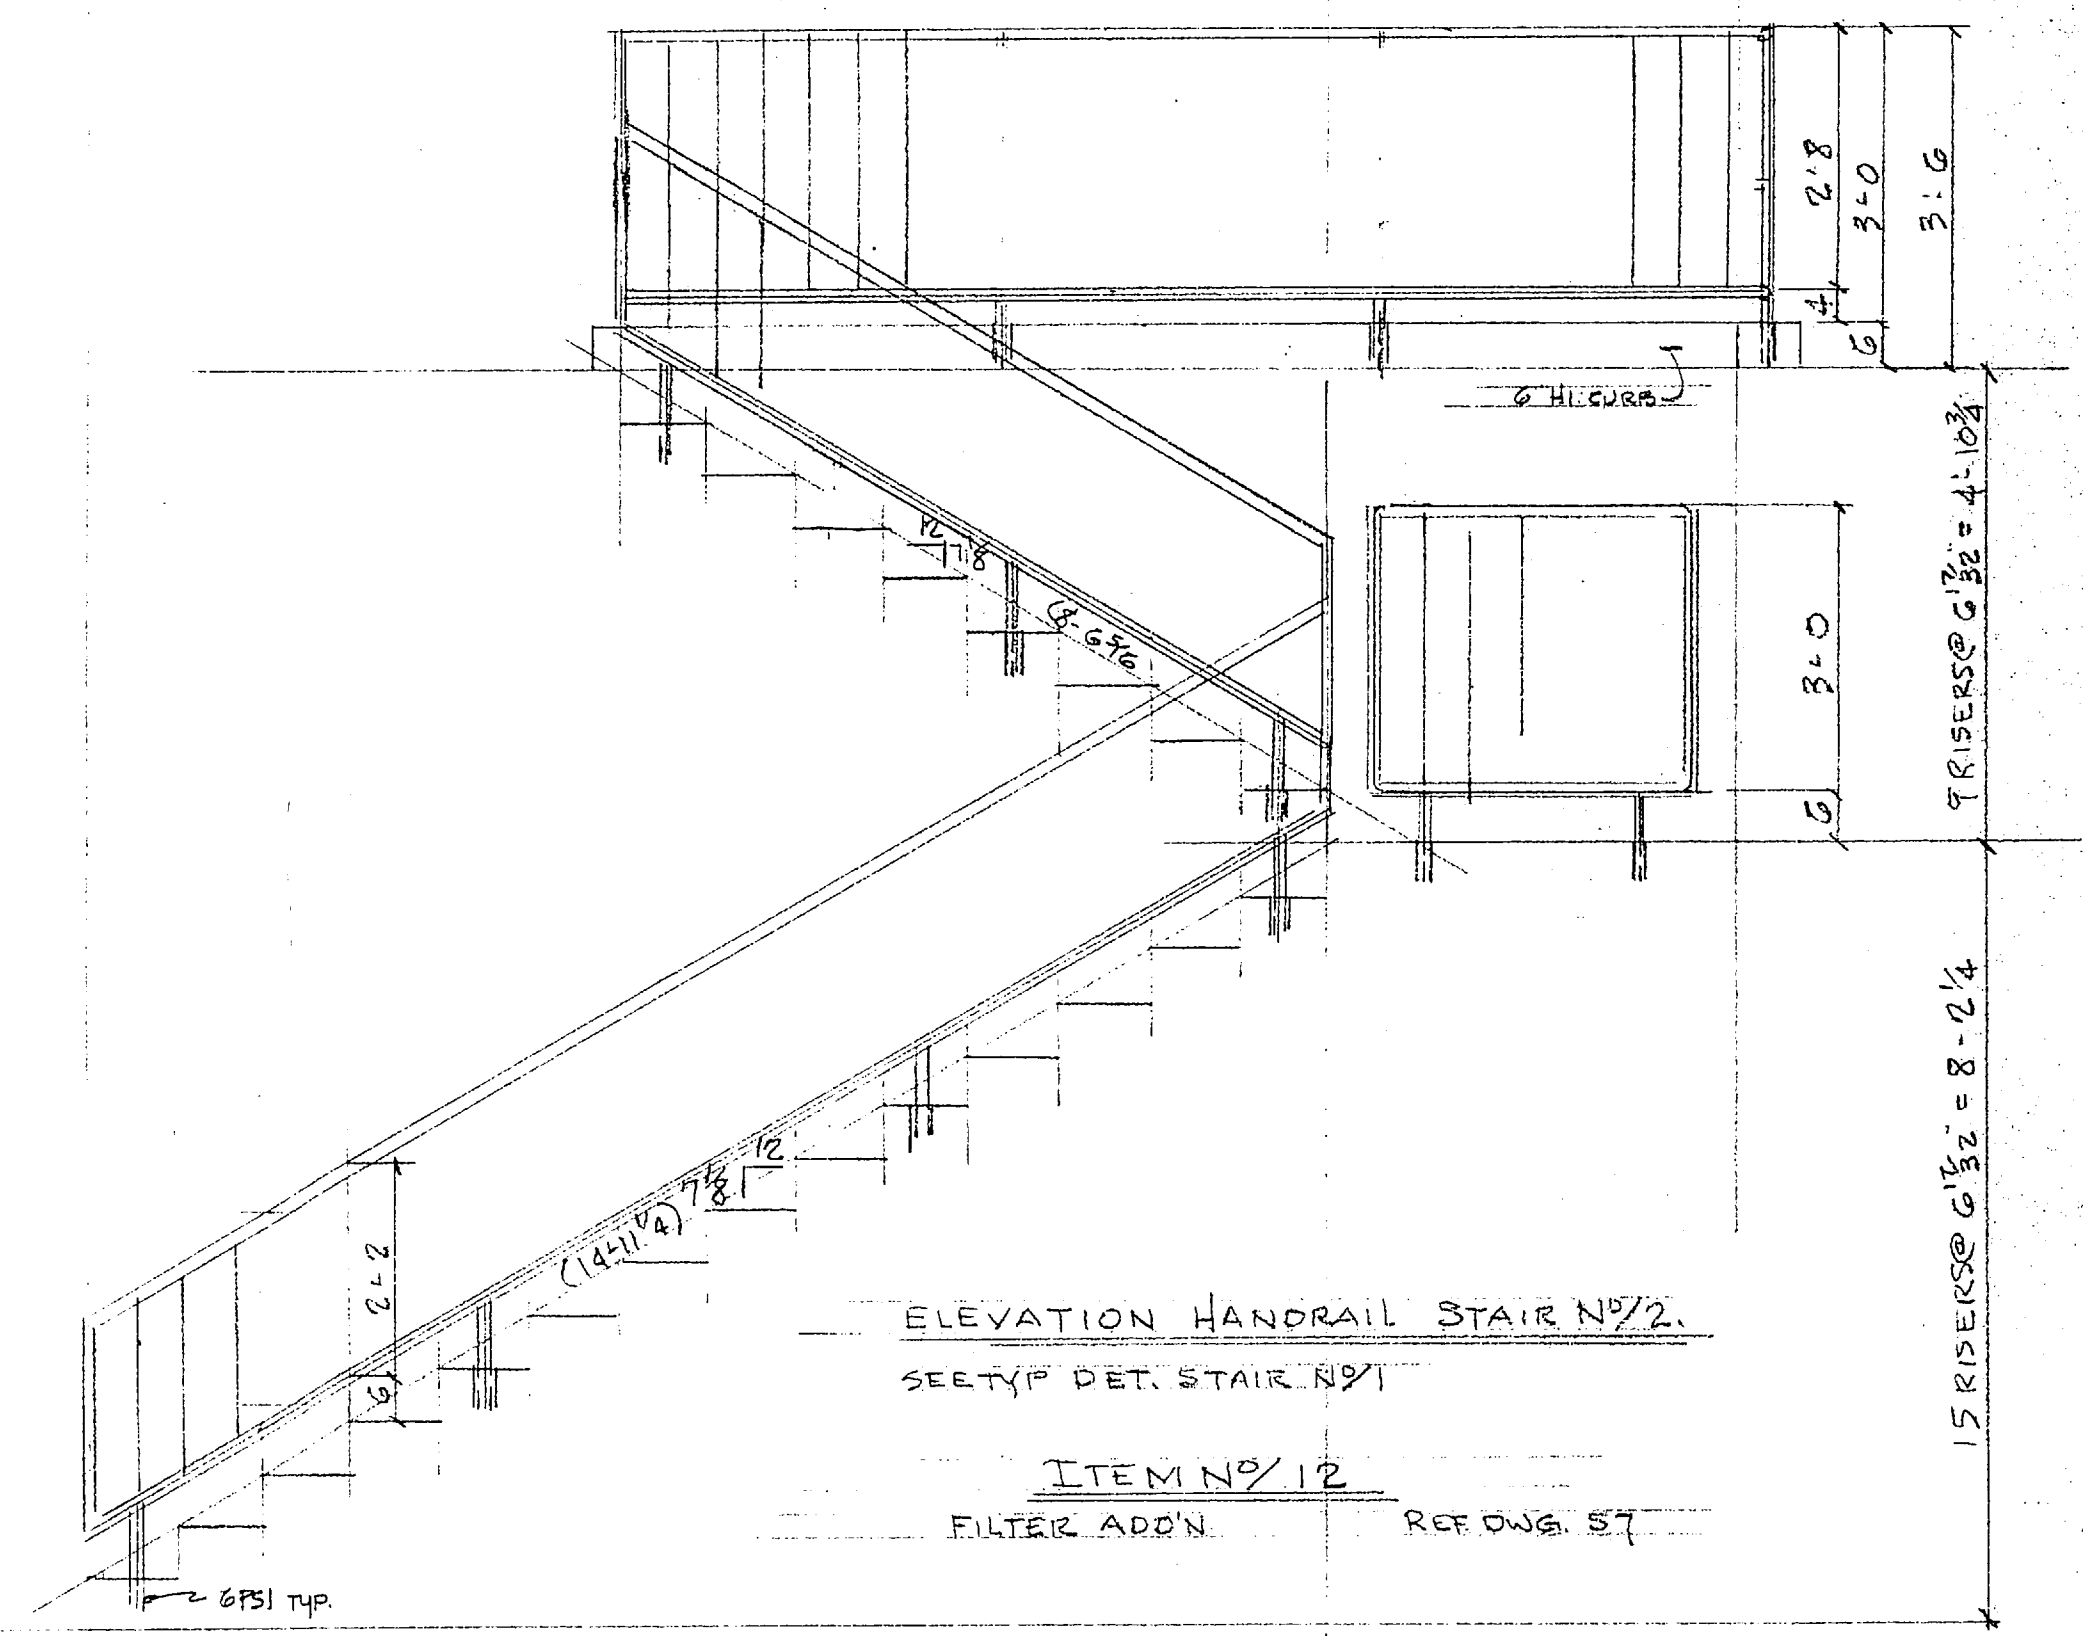 2'-8
3-0
3'-6
4
6
6 HI. CURB
9 RISERS @ 6 17/32" = 4'-10 3/4
12
7 1/8
(8-6 5/16
3-0
6
15 RISERS @ 6 17/32" = 8-2 1/4
12
7 1/8
(14-11 1/4)
2-2
6
6PS1 TYP.
ELEVATION HANDRAIL STAIR No/2.
SEE TYP DET. STAIR No/1
ITEM No/ 12
FILTER ADD'N
REF DWG. 57